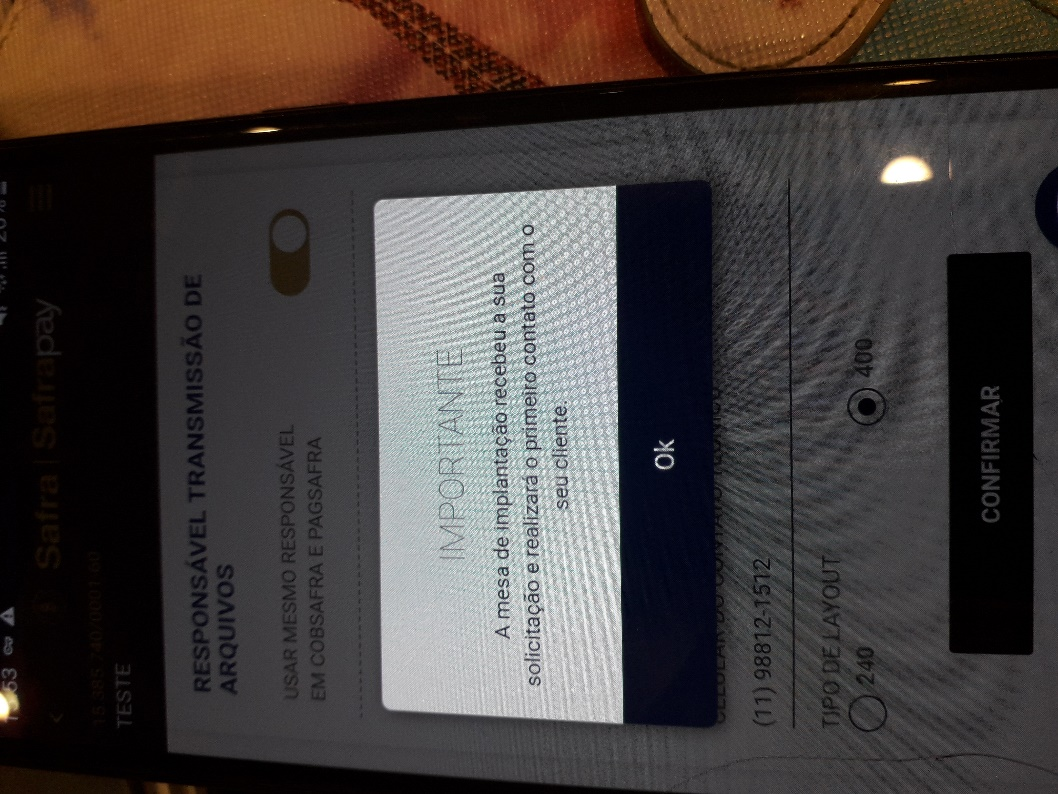 Safra | Safrapay
TESTE
RESPONSÁVEL TRANSMISSÃO DE
ARQUIVOS
USAR MESMO RESPONSÁVEL
EM COBSAFRA E PAGSAFRA
IMPORTANTE
A mesa de Implantação recebeu a sua
solicitação e realizará o primeiro contato com o
seu cliente.
Ok
(11) 98812-1512
TIPO DE LAYOUT
240 400
CONFIRMAR